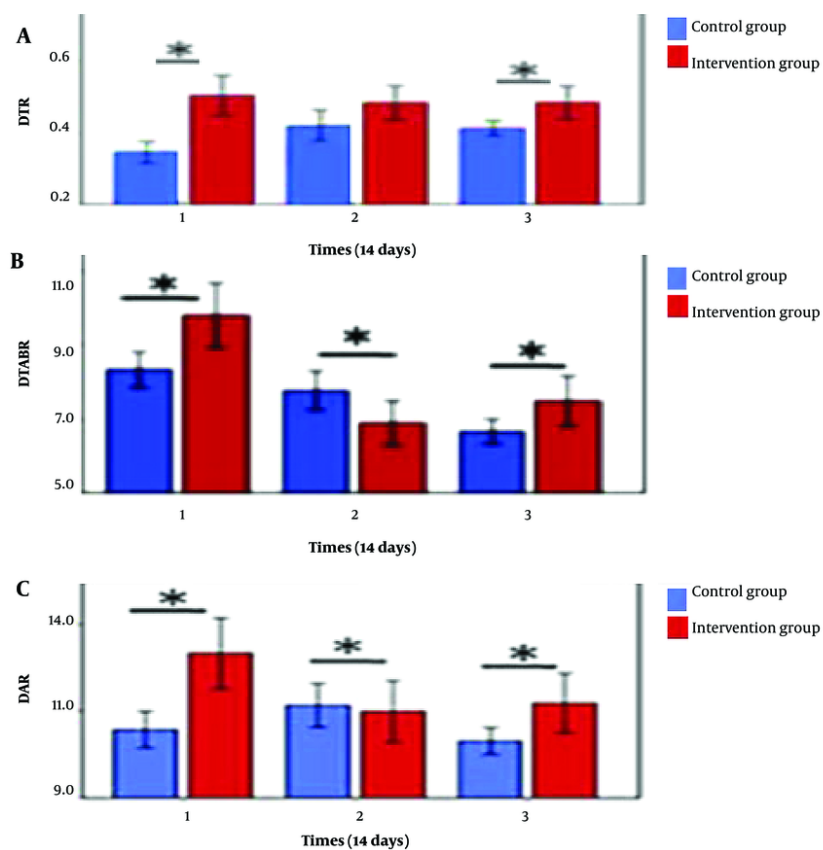 A
0.6
0.4
0.2
DTR
1
2
3
Times (14 days)
Control group
Intervention group
B
11.0
9.0
7.0
5.0
DTABR
1
2
3
Times (14 days)
Control group
Intervention group
C
14.0
11.0
9.0
DAR
1
2
3
Times (14 days)
Control group
Intervention group